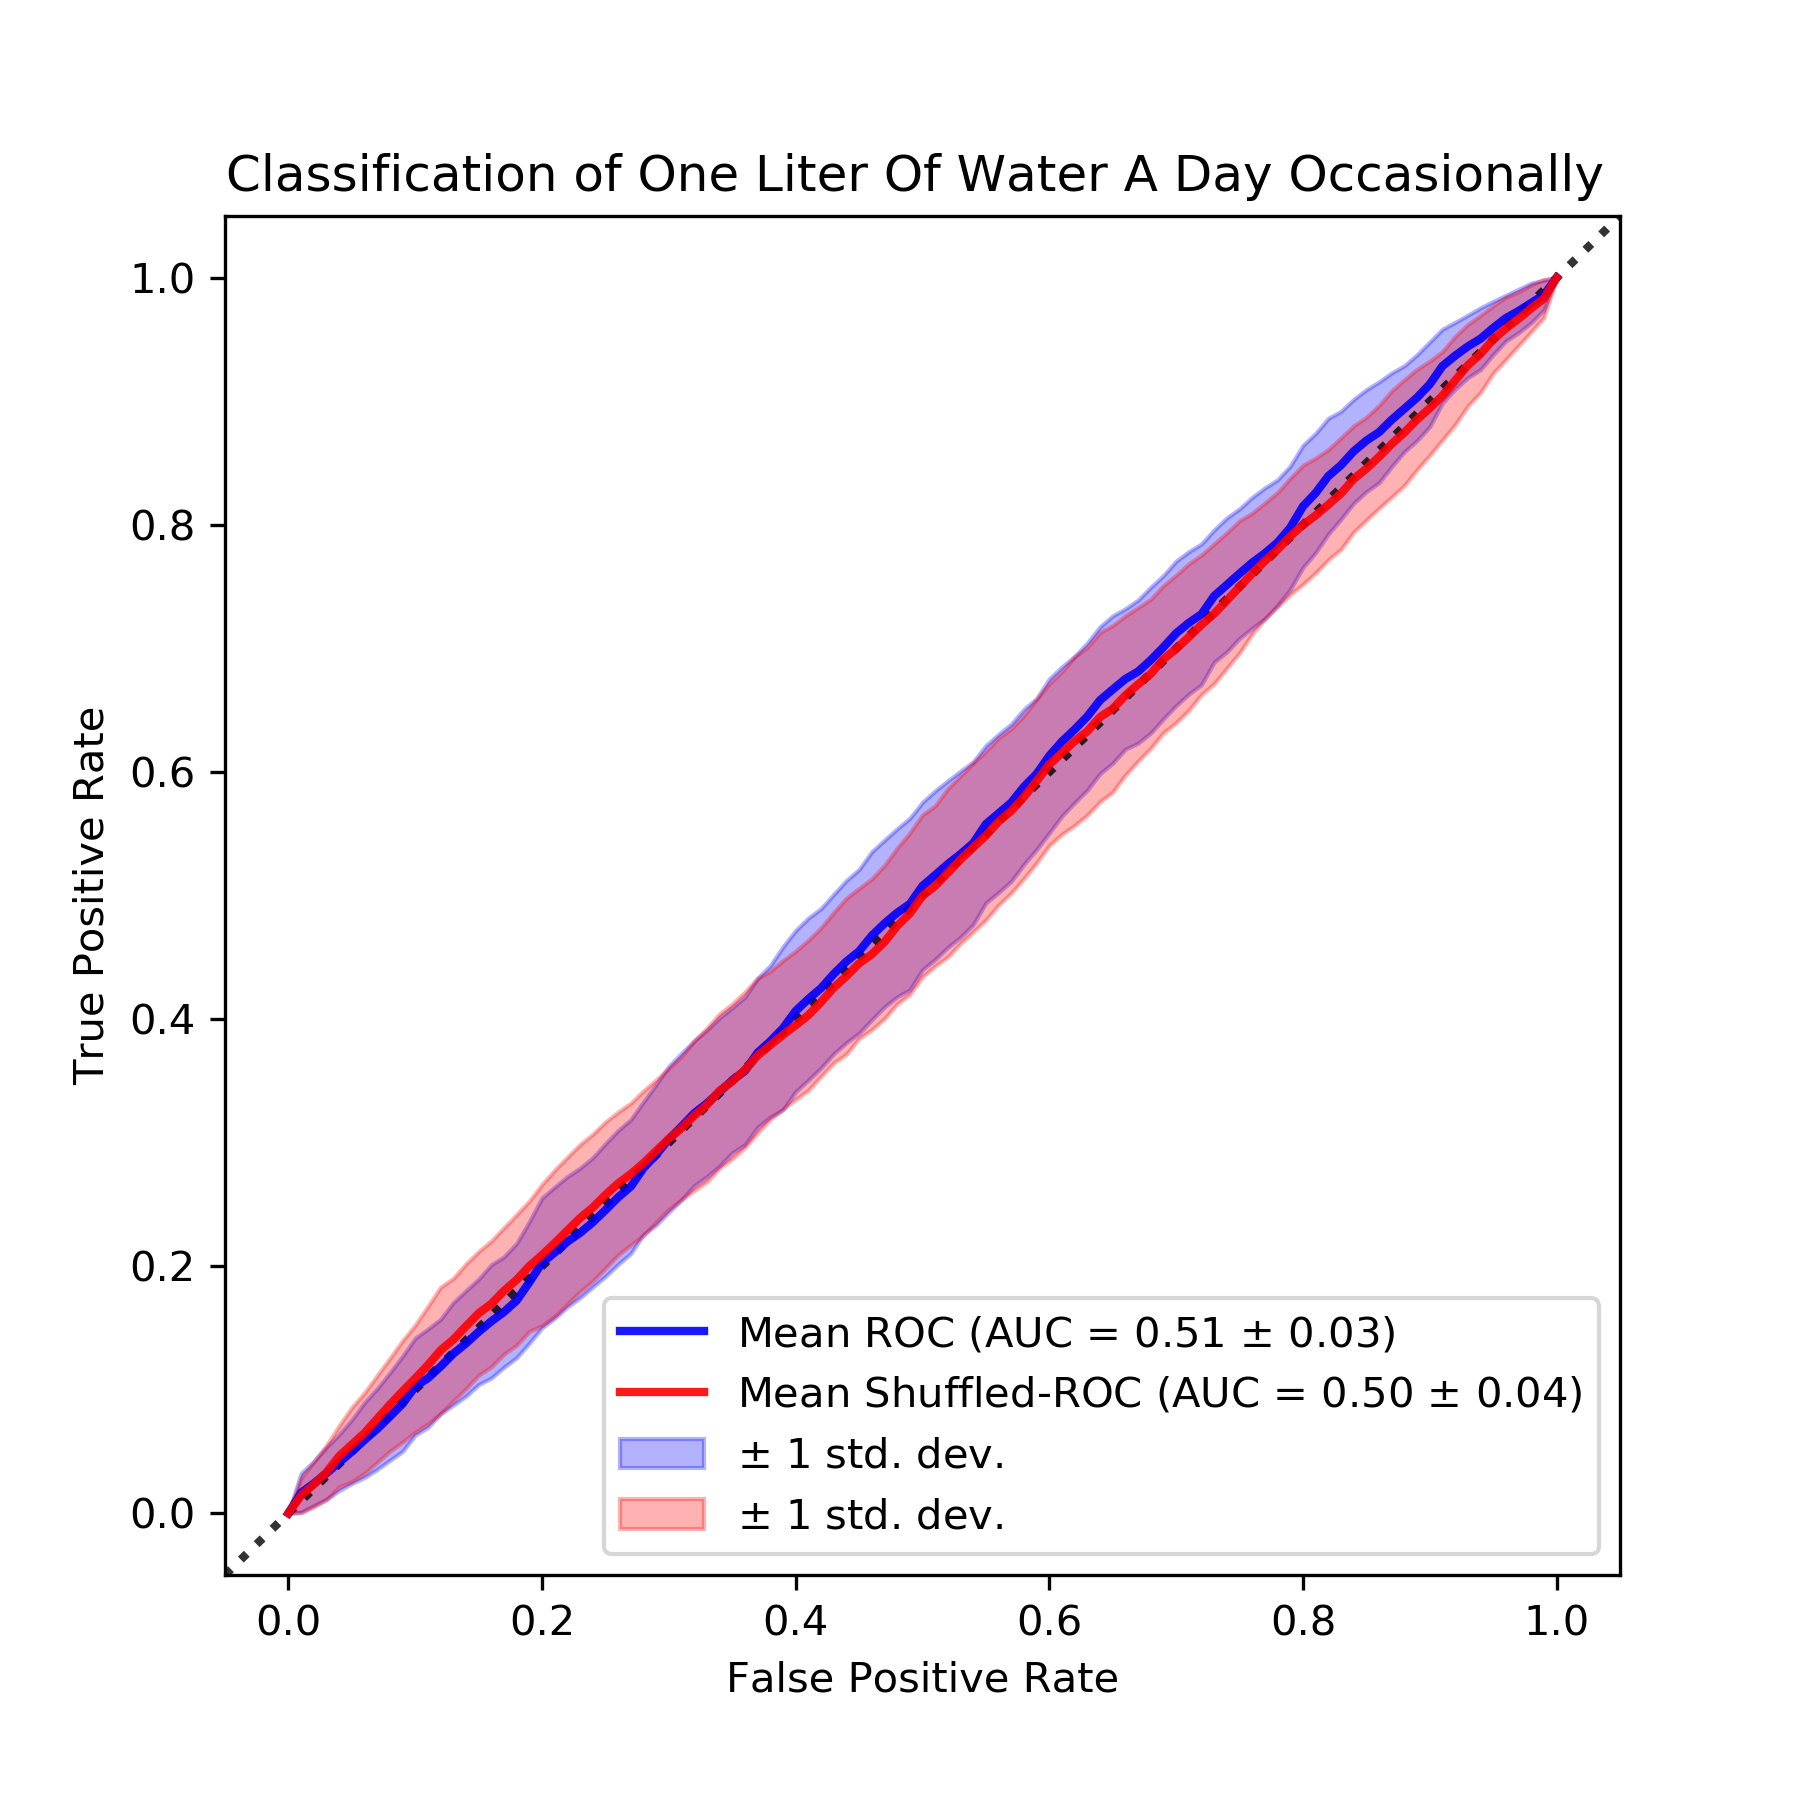 Classification of One Liter Of Water A Day Occasionally
1.0
0.8
0.6
0.4
0.2
0.0
True Positive Rate
Mean ROC (AUC = 0.51 ± 0.03)
Mean Shuffled-ROC (AUC = 0.50 ± 0.04)
± 1 std. dev.
± 1 std. dev.
0.0 0.2 0.4 0.6 0.8 1.0
False Positive Rate